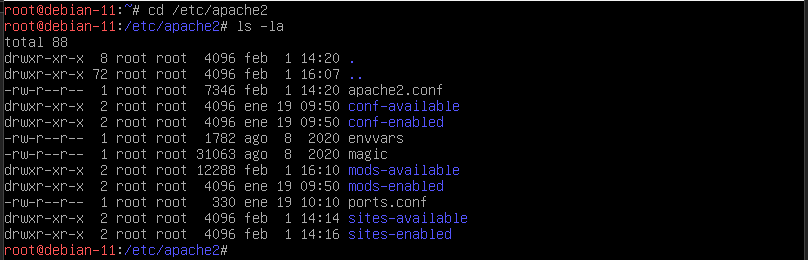 root@debian-11:~# cd /etc/apache2
root@debian-11:/etc/apache2# ls -la
total 88
drwxr-xr-x  8 root root  4096 feb  1 14:20 .
drwxr-xr-x 72 root root  4096 feb  1 16:07 ..
-rw-r--r--  1 root root  7346 feb  1 14:20 apache2.conf
drwxr-xr-x  2 root root  4096 ene 19 09:50 conf-available
drwxr-xr-x  2 root root  4096 ene 19 09:50 conf-enabled
-rw-r--r--  1 root root  1782 ago  8  2020 envvars
-rw-r--r--  1 root root 31063 ago  8  2020 magic
drwxr-xr-x  2 root root 12288 feb  1 16:10 mods-available
drwxr-xr-x  2 root root  4096 ene 19 09:50 mods-enabled
-rw-r--r--  1 root root   330 ene 19 10:10 ports.conf
drwxr-xr-x  2 root root  4096 feb  1 14:14 sites-available
drwxr-xr-x  2 root root  4096 feb  1 14:16 sites-enabled
root@debian-11:/etc/apache2#